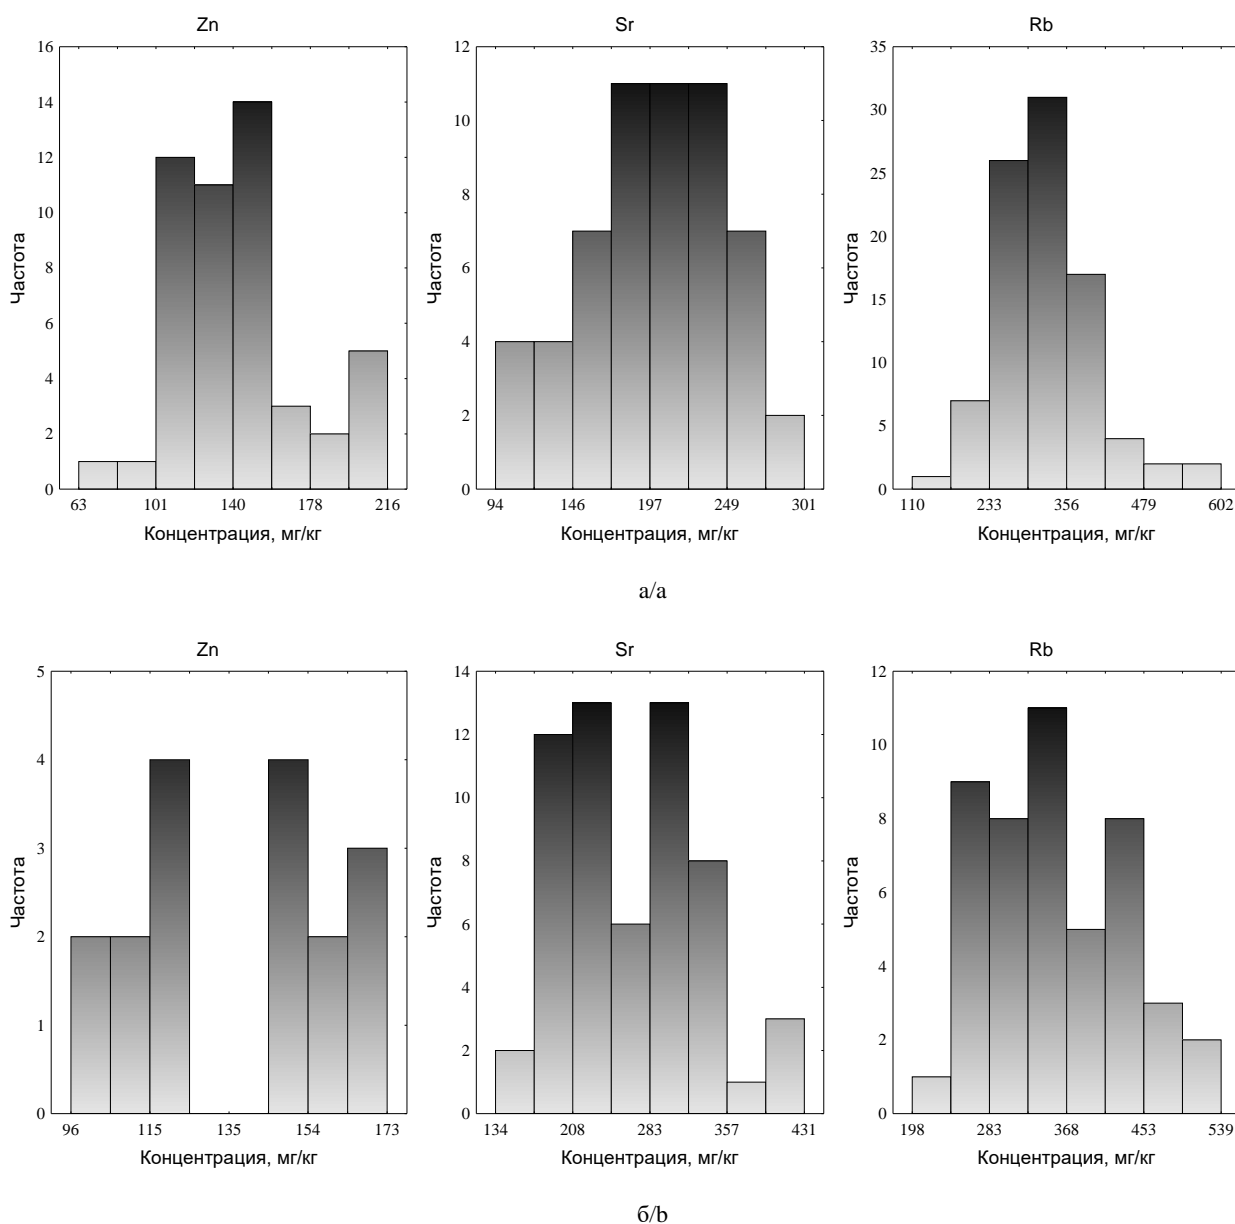 Zn Sr Rb
16 12 35
14 30
12 10 25
10 8 20
8 6 15
6 4 10
4 2 5
2 0 0
0
Частота Частота Частота
63 101 140 178 216 94 146 197 249 301 110 233 356 479 602
Концентрация, мг/кг Концентрация, мг/кг Концентрация, мг/кг
а/a
Zn Sr Rb
5 14 12
4 12 10
3 10 8
2 8 6
1 6 4
0 4 2
2 0
0
Частота Частота Частота
96 115 135 154 173 134 208 283 357 431 198 283 368 453 539
Концентрация, мг/кг Концентрация, мг/кг Концентрация, мг/кг
б/b